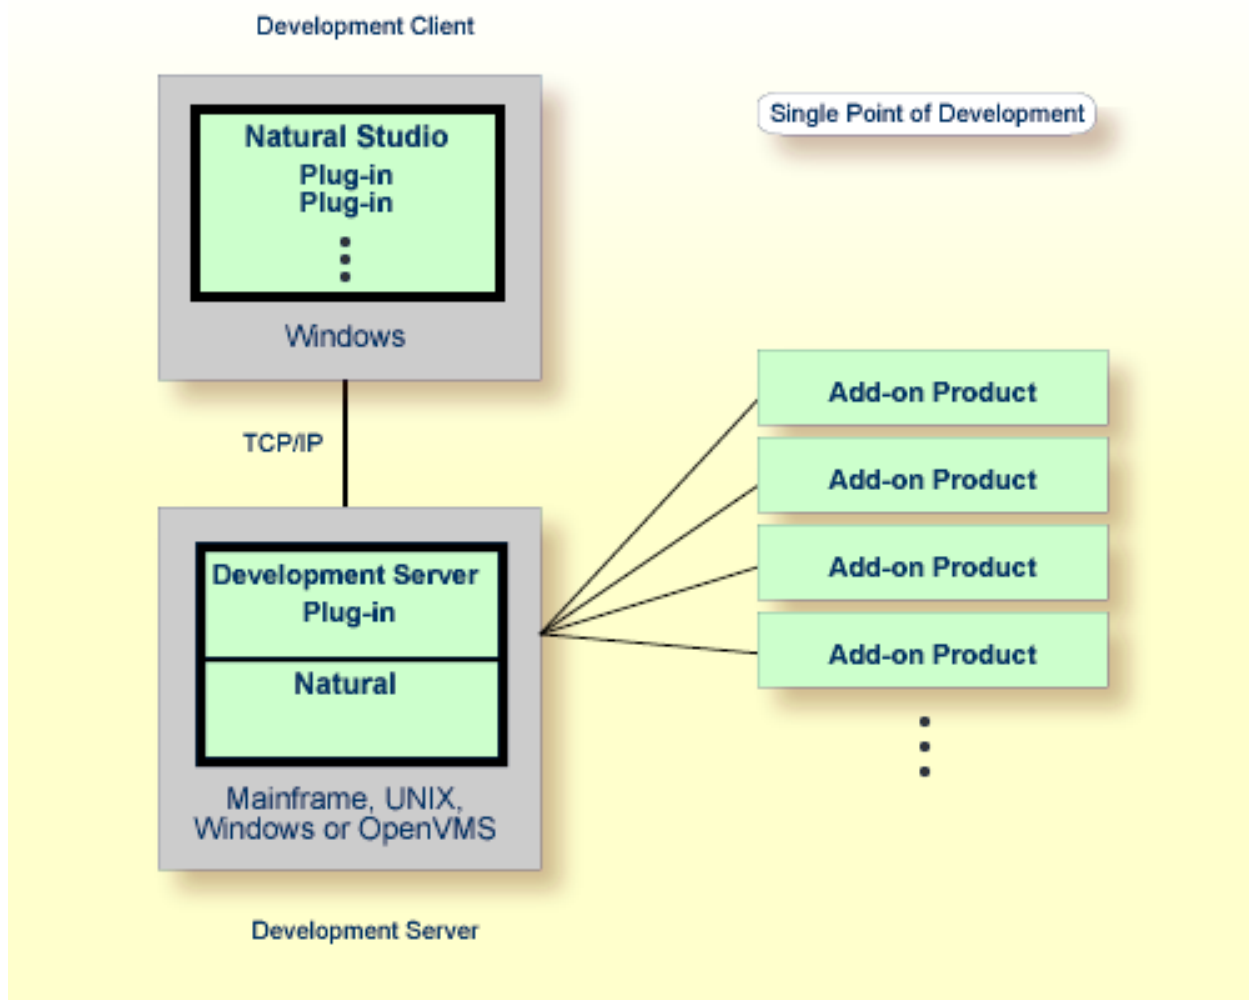 Development Client
Single Point of Development
Natural Studio
Plug-in
Plug-in
Windows
TCP/IP
Development Server
Plug-in
Natural
Mainframe, UNIX,
Windows or OpenVMS
Development Server
Add-on Product
Add-on Product
Add-on Product
Add-on Product